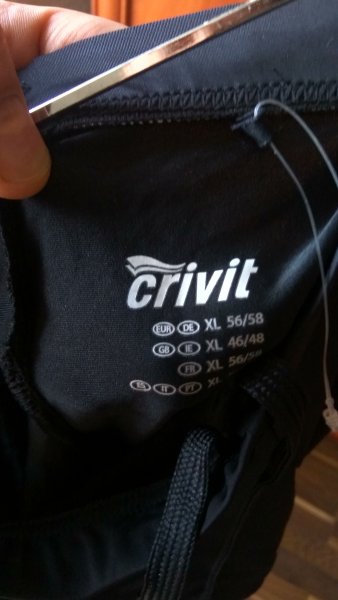 crivit
EUR DE XL 56/58
GB IE XL 46/48
FR XL 56/58
ES IT PT